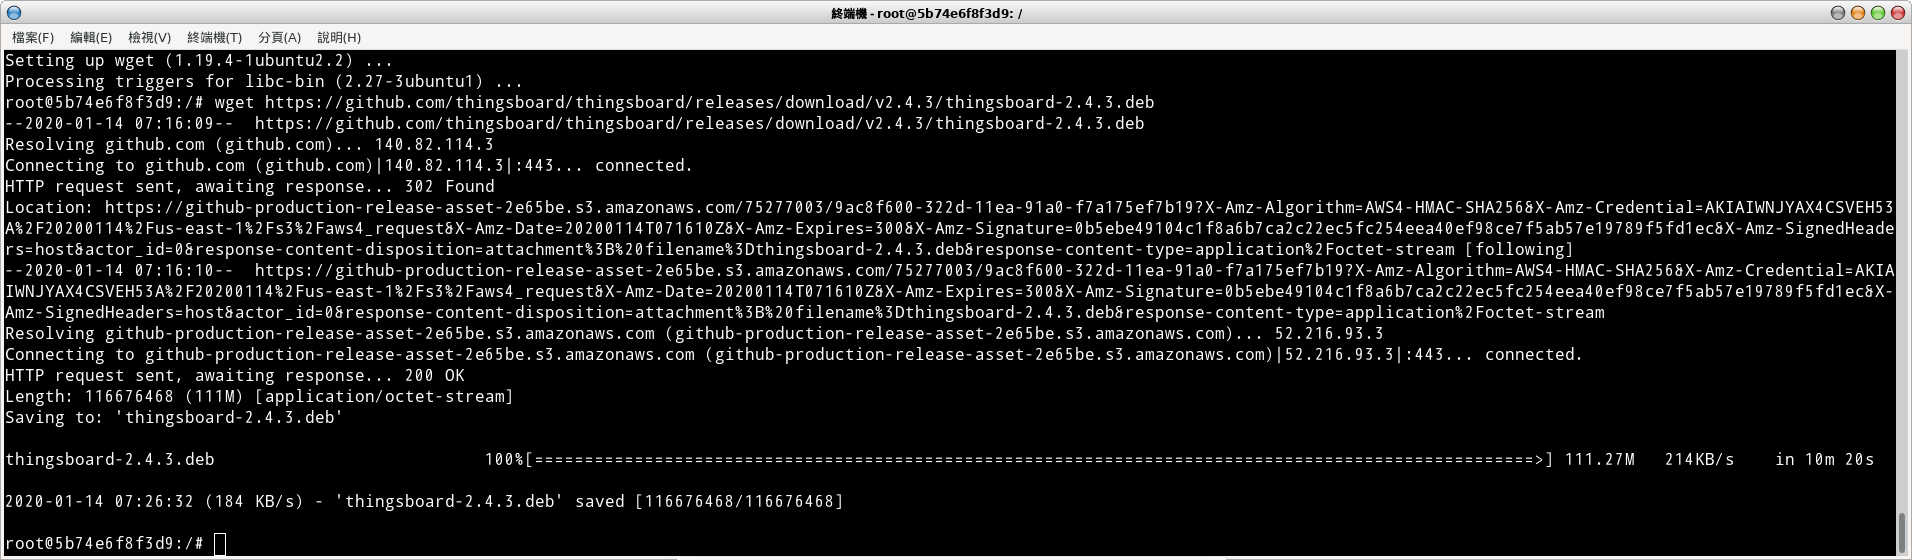 終端機 - root@5b74e6f8f3d9: /
檔案(F) 編輯(E) 檢視(V) 終端機(T) 分頁(A) 說明(H)
Setting up wget (1.19.4-1ubuntu2.2) ...
Processing triggers for libc-bin (2.27-3ubuntu1) ...
root@5b74e6f8f3d9:/# wget https://github.com/thingsboard/thingsboard/releases/download/v2.4.3/thingsboard-2.4.3.deb
--2020-01-14 07:16:09--  https://github.com/thingsboard/thingsboard/releases/download/v2.4.3/thingsboard-2.4.3.deb
Resolving github.com (github.com)... 140.82.114.3
Connecting to github.com (github.com)|140.82.114.3|:443... connected.
HTTP request sent, awaiting response... 302 Found
Location: https://github-production-release-asset-2e65be.s3.amazonaws.com/75277003/9ac8f600-322d-11ea-91a0-f7a175ef7b19?X-Amz-Algorithm=AWS4-HMAC-SHA256&X-Amz-Credential=AKIAIWNJYAX4CSVEH53
A%2F20200114%2Fus-east-1%2Fs3%2Faws4_request&X-Amz-Date=20200114T071610Z&X-Amz-Expires=300&X-Amz-Signature=0b5ebe49104c1f8a6b7ca2c22ec5fc254eea40ef98ce7f5ab57e19789f5fd1ec&X-Amz-SignedHeade
rs=host&actor_id=0&response-content-disposition=attachment%3B%20filename%3Dthingsboard-2.4.3.deb&response-content-type=application%2Foctet-stream [following]
--2020-01-14 07:16:10--  https://github-production-release-asset-2e65be.s3.amazonaws.com/75277003/9ac8f600-322d-11ea-91a0-f7a175ef7b19?X-Amz-Algorithm=AWS4-HMAC-SHA256&X-Amz-Credential=AKIA
IWNJYAX4CSVEH53A%2F20200114%2Fus-east-1%2Fs3%2Faws4_request&X-Amz-Date=20200114T071610Z&X-Amz-Expires=300&X-Amz-Signature=0b5ebe49104c1f8a6b7ca2c22ec5fc254eea40ef98ce7f5ab57e19789f5fd1ec&X-
Amz-SignedHeaders=host&actor_id=0&response-content-disposition=attachment%3B%20filename%3Dthingsboard-2.4.3.deb&response-content-type=application%2Foctet-stream
Resolving github-production-release-asset-2e65be.s3.amazonaws.com (github-production-release-asset-2e65be.s3.amazonaws.com)... 52.216.93.3
Connecting to github-production-release-asset-2e65be.s3.amazonaws.com (github-production-release-asset-2e65be.s3.amazonaws.com)|52.216.93.3|:443... connected.
HTTP request sent, awaiting response... 200 OK
Length: 116676468 (111M) [application/octet-stream]
Saving to: 'thingsboard-2.4.3.deb'
thingsboard-2.4.3.deb                           100%[====================================================================================================>] 111.27M   214KB/s    in 10m 20s
2020-01-14 07:26:32 (184 KB/s) - 'thingsboard-2.4.3.deb' saved [116676468/116676468]
root@5b74e6f8f3d9:/#